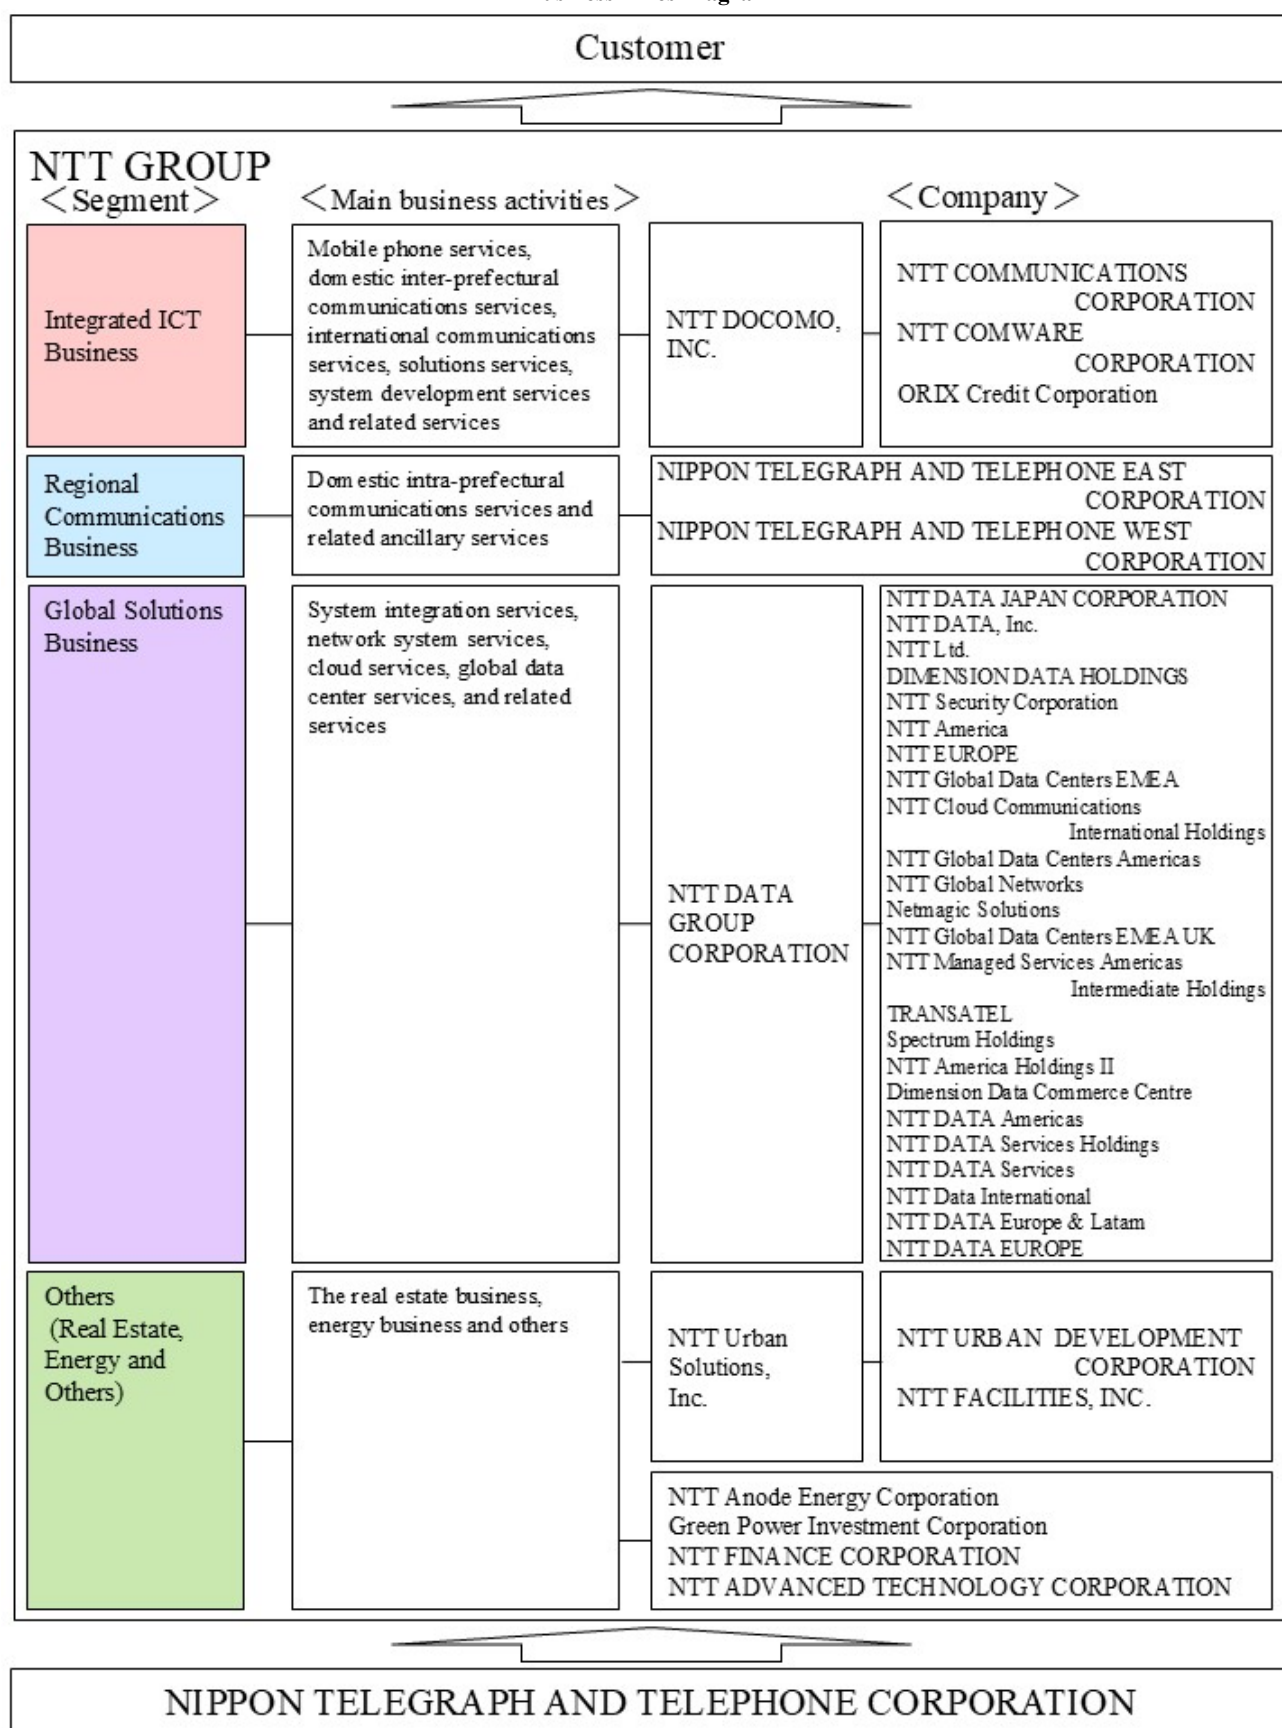 Customer
NTT GROUP
＜Segment＞
＜Main business activities＞
＜Company＞
Integrated ICT
Business
Mobile phone services,
domestic inter-prefectural
communications services,
international communications
services, solutions services,
system development services
and related services
NTT DOCOMO,
INC.
NTT COMMUNICATIONS
CORPORATION
NTT COMWARE
CORPORATION
ORIX Credit Corporation
Regional
Communications
Business
Domestic intra-prefectural
communications services and
related ancillary services
NIPPON TELEGRAPH AND TELEPHONE EAST
CORPORATION
NIPPON TELEGRAPH AND TELEPHONE WEST
CORPORATION
Global Solutions
Business
System integration services,
network system services,
cloud services, global data
center services, and related
services
NTT DATA
GROUP
CORPORATION
NTT DATA JAPAN CORPORATION
NTT DATA, Inc.
NTT Ltd.
DIMENSION DATA HOLDINGS
NTT Security Corporation
NTT America
NTT EUROPE
NTT Global Data Centers EMEA
NTT Cloud Communications
International Holdings
NTT Global Data Centers Americas
NTT Global Networks
Netmagic Solutions
NTT Global Data Centers EMEA UK
NTT Managed Services Americas
Intermediate Holdings
TRANSATEL
Spectrum Holdings
NTT America Holdings II
Dimension Data Commerce Centre
NTT DATA Americas
NTT DATA Services Holdings
NTT DATA Services
NTT Data International
NTT DATA Europe & Latam
NTT DATA EUROPE
Others
(Real Estate,
Energy and
Others)
The real estate business,
energy business and others
NTT Urban
Solutions,
Inc.
NTT URBAN DEVELOPMENT
CORPORATION
NTT FACILITIES, INC.
NTT Anode Energy Corporation
Green Power Investment Corporation
NTT FINANCE CORPORATION
NTT ADVANCED TECHNOLOGY CORPORATION
NIPPON TELEGRAPH AND TELEPHONE CORPORATION